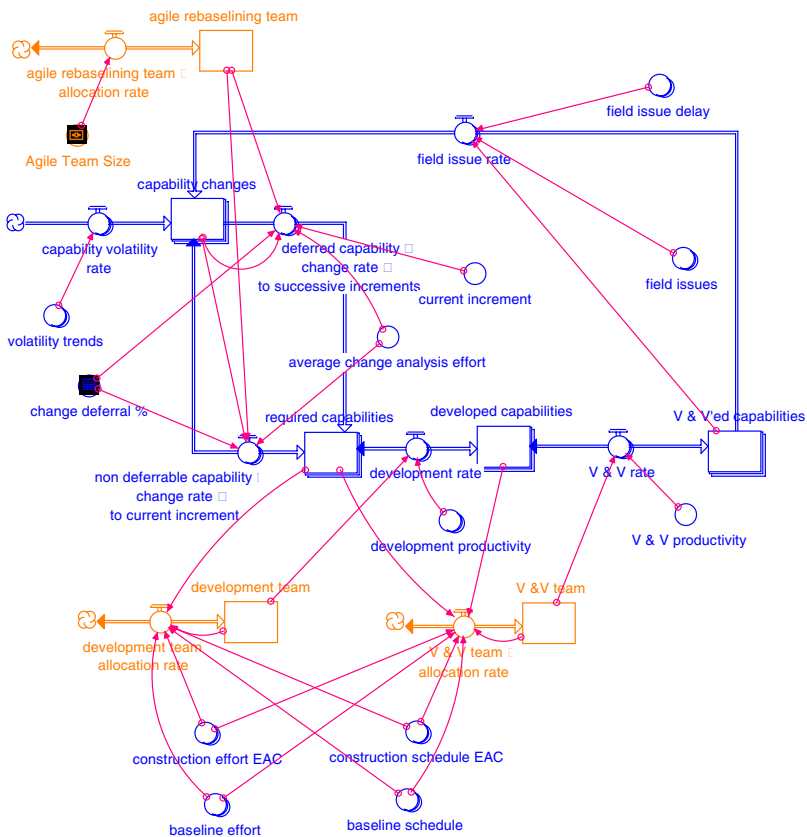 agile rebaselining team
agile rebaselining team
allocation rate
field issue delay
Agile Team Size
field issue rate
capability changes
capability volatility
rate
deferred capability
change rate
to successive increments
current increment
field issues
volatility trends
average change analysis effort
change deferral %
required capabilities
developed capabilities
V & V'ed capabilities
non deferrable capability
change rate
to current increment
development rate
V & V rate
development productivity
V & V productivity
development team
V &V team
development team
allocation rate
V & V team
allocation rate
construction effort EAC
construction schedule EAC
baseline effort
baseline schedule